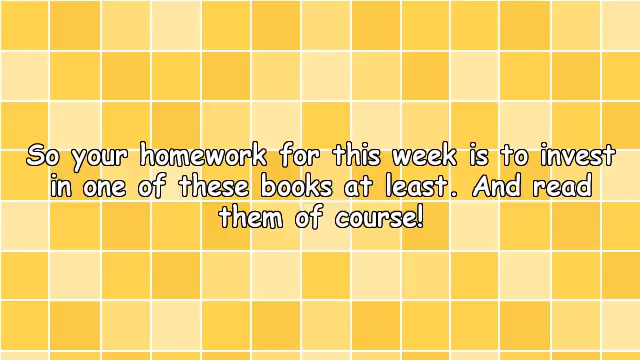 So your homework for this week is to invest
in one of these books at least. And read
them of course!